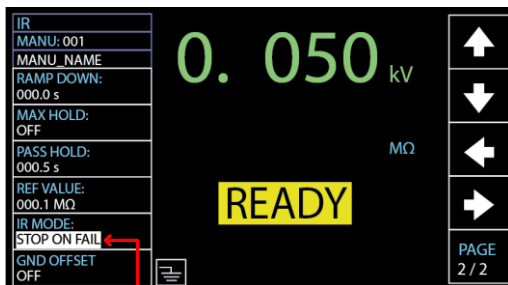 IR
MANU: 001
MANU_NAME
RAMP DOWN:
000.0 s
MAX HOLD:
OFF
PASS HOLD:
000.5 s
REF VALUE:
000.1 MΩ
IR MODE:
STOP ON FAIL
GND OFFSET
OFF
0. 050 kV
MΩ
READY
PAGE
2 / 2